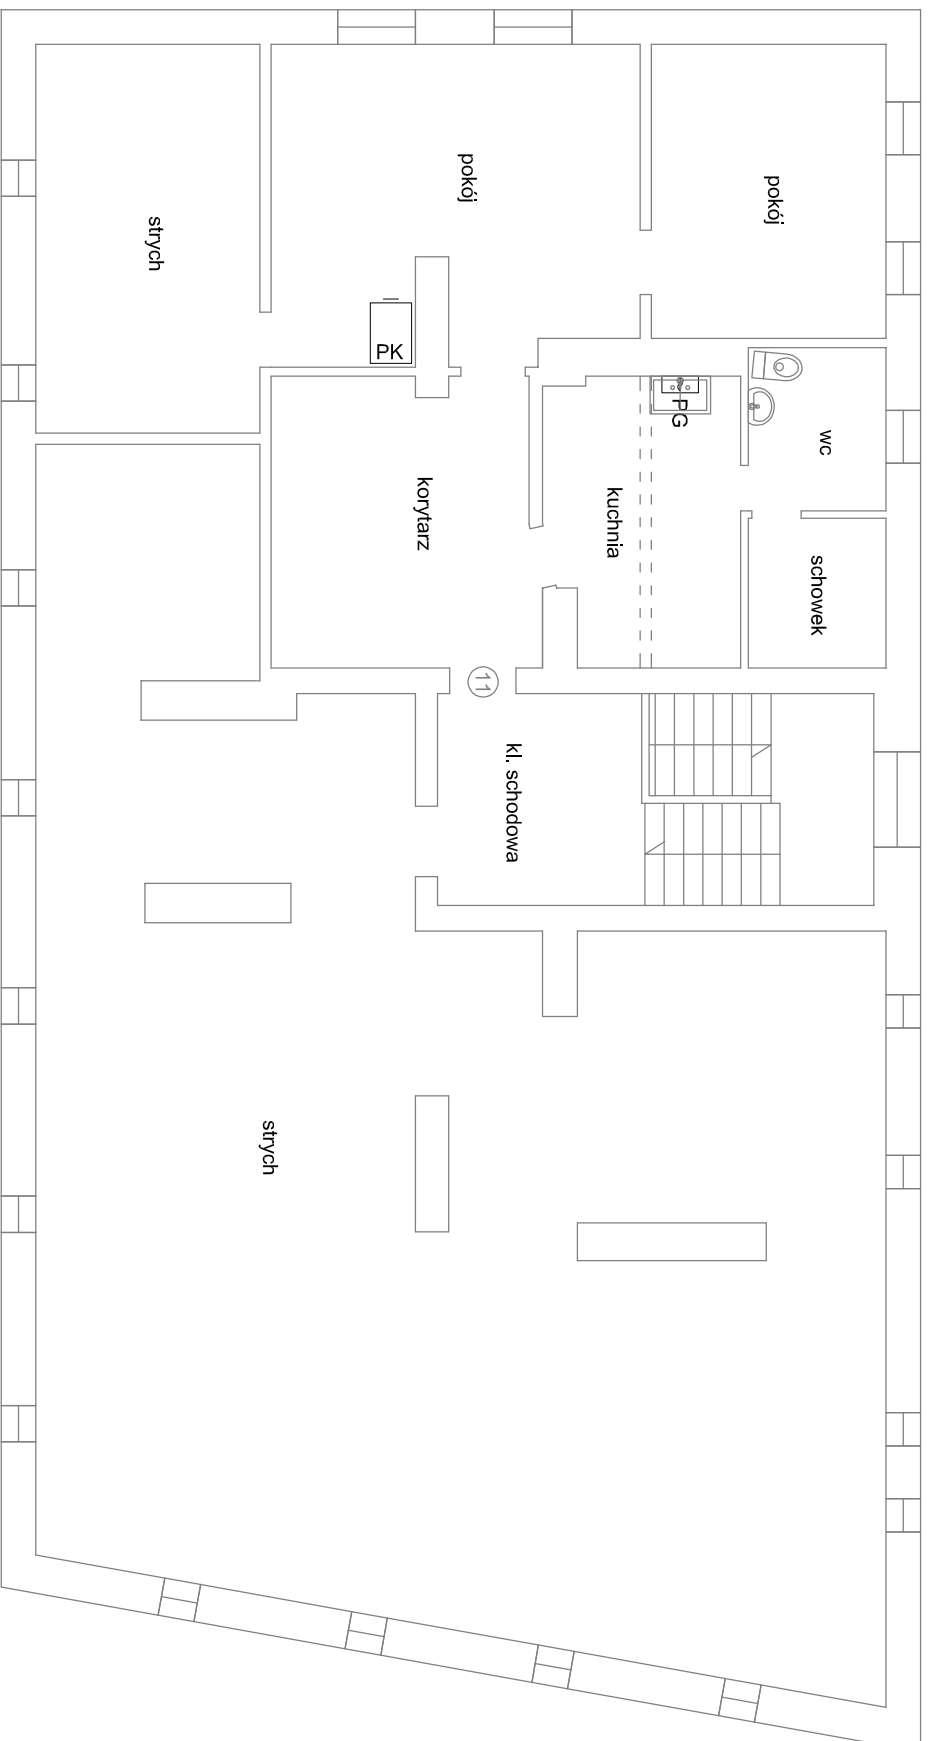 pokój
pokój
strych
PK
PG
wc
korytarz
kuchnia
schowek
11
kl. schodowa
strych